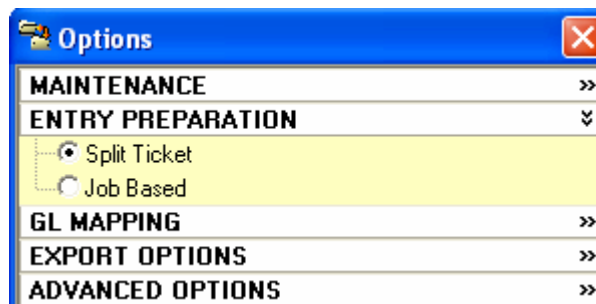 Options
MAINTENANCE
ENTRY PREPARATION
Split Ticket
Job Based
GL MAPPING
EXPORT OPTIONS
ADVANCED OPTIONS